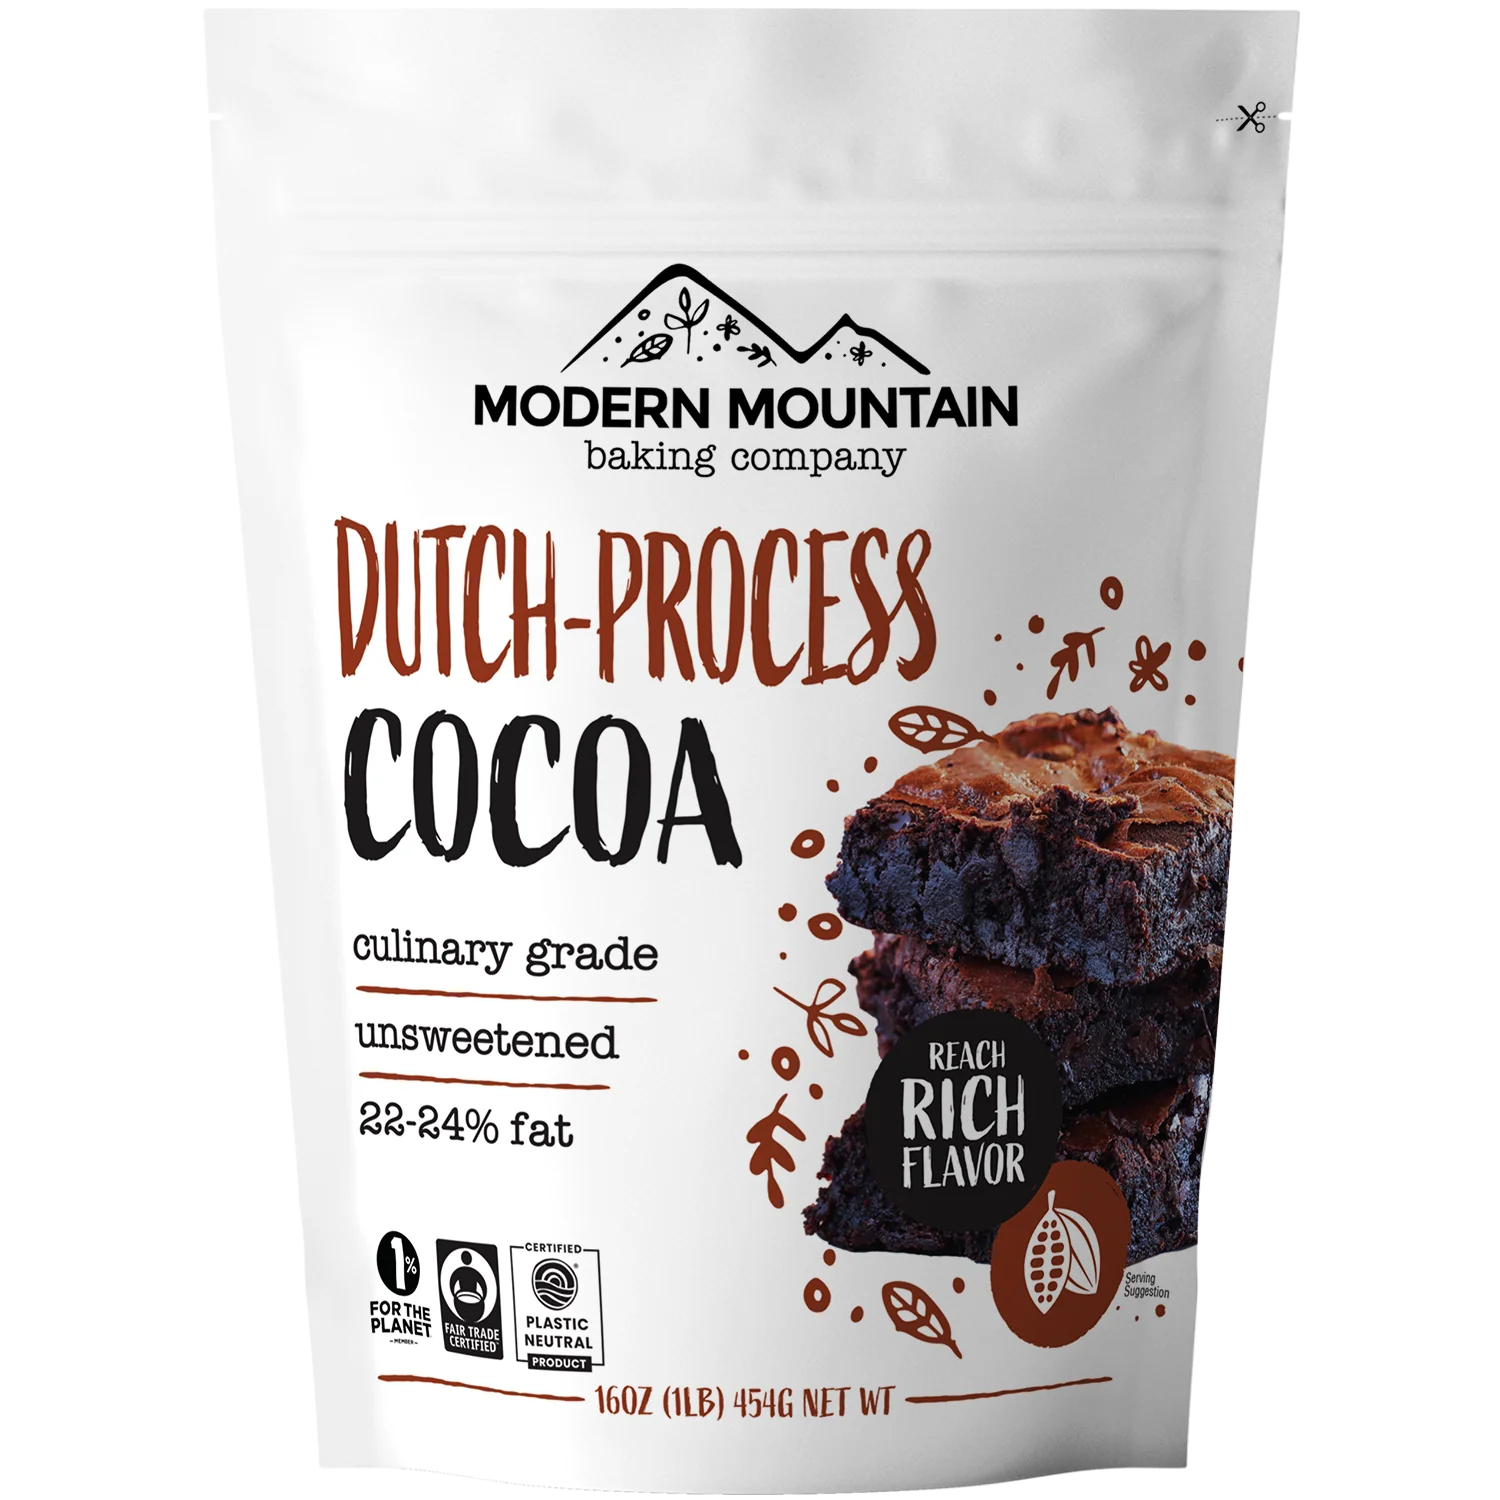 MODERN MOUNTAIN
baking company
DUTCH-PROCESS
COCOA
culinary grade
unsweetened
22-24% fat
REACH
RICH
FLAVOR
Serving
Suggestion
1%
FOR THE
PLANET
MEMBER
FAIR TRADE
CERTIFIED™
CERTIFIED
®
PLASTIC
NEUTRAL
PRODUCT
16OZ (1LB) 454G NET WT